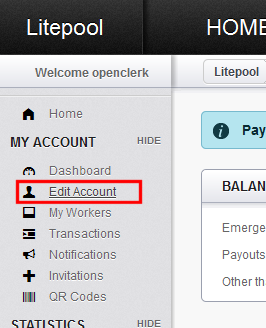 Litepool
HOME
Welcome openclerk
Litepool
Home
MY ACCOUNT HIDE
Dashboard
Edit Account
My Workers
Transactions
Notifications
Invitations
QR Codes
STATISTICS HIDE
i Pay
BALAN
Emerge
Payouts
Other th